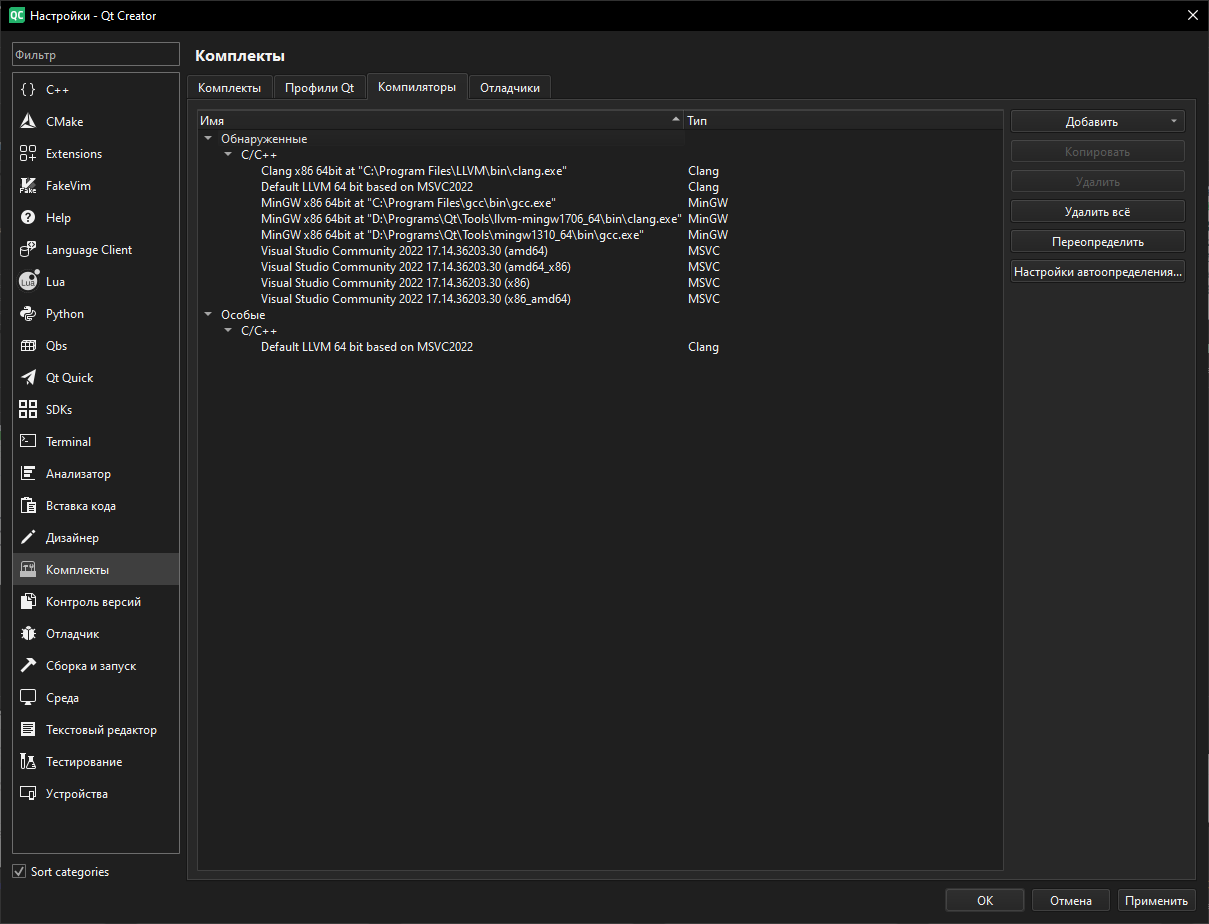 QC Настройки - Qt Creator
Фильтр
{} C++
CMake
Extensions
Fake FakeVim
Help
Language Client
Lua Lua
Python
Qbs
Qt Quick
SDKs
Terminal
Анализатор
Вставка кода
Дизайнер
Комплекты
Контроль версий
Отладчик
Сборка и запуск
Среда
Текстовый редактор
Тестирование
Устройства
Sort categories
Комплекты
Комплекты Профили Qt Компиляторы Отладчики
Имя Тип
Обнаруженные
C/C++
Clang x86 64bit at "C:\Program Files\LLVM\bin\clang.exe" Clang
Default LLVM 64 bit based on MSVC2022 Clang
MinGW x86 64bit at "C:\Program Files\gcc\bin\gcc.exe" MinGW
MinGW x86 64bit at "D:\Programs\Qt\Tools\llvm-mingw1706_64\bin\clang.exe" MinGW
MinGW x86 64bit at "D:\Programs\Qt\Tools\mingw1310_64\bin\gcc.exe" MinGW
Visual Studio Community 2022 17.14.36203.30 (amd64) MSVC
Visual Studio Community 2022 17.14.36203.30 (amd64_x86) MSVC
Visual Studio Community 2022 17.14.36203.30 (x86) MSVC
Visual Studio Community 2022 17.14.36203.30 (x86_amd64) MSVC
Особые
C/C++
Default LLVM 64 bit based on MSVC2022 Clang
Добавить
Копировать
Удалить
Удалить всё
Переопределить
Настройки автоопределения...
OK Отмена Применить